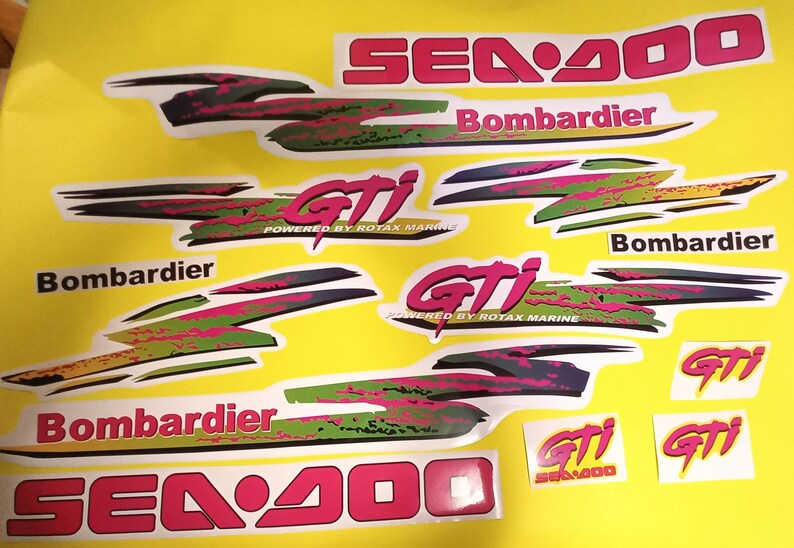 SEA•DOO
Bombardier
GTi
POWERED BY ROTAX MARINE
Bombardier
Bombardier
GTi
POWERED BY ROTAX MARINE
GTi
Bombardier
GTi
SEA•DOO
GTi
SEA•DOO